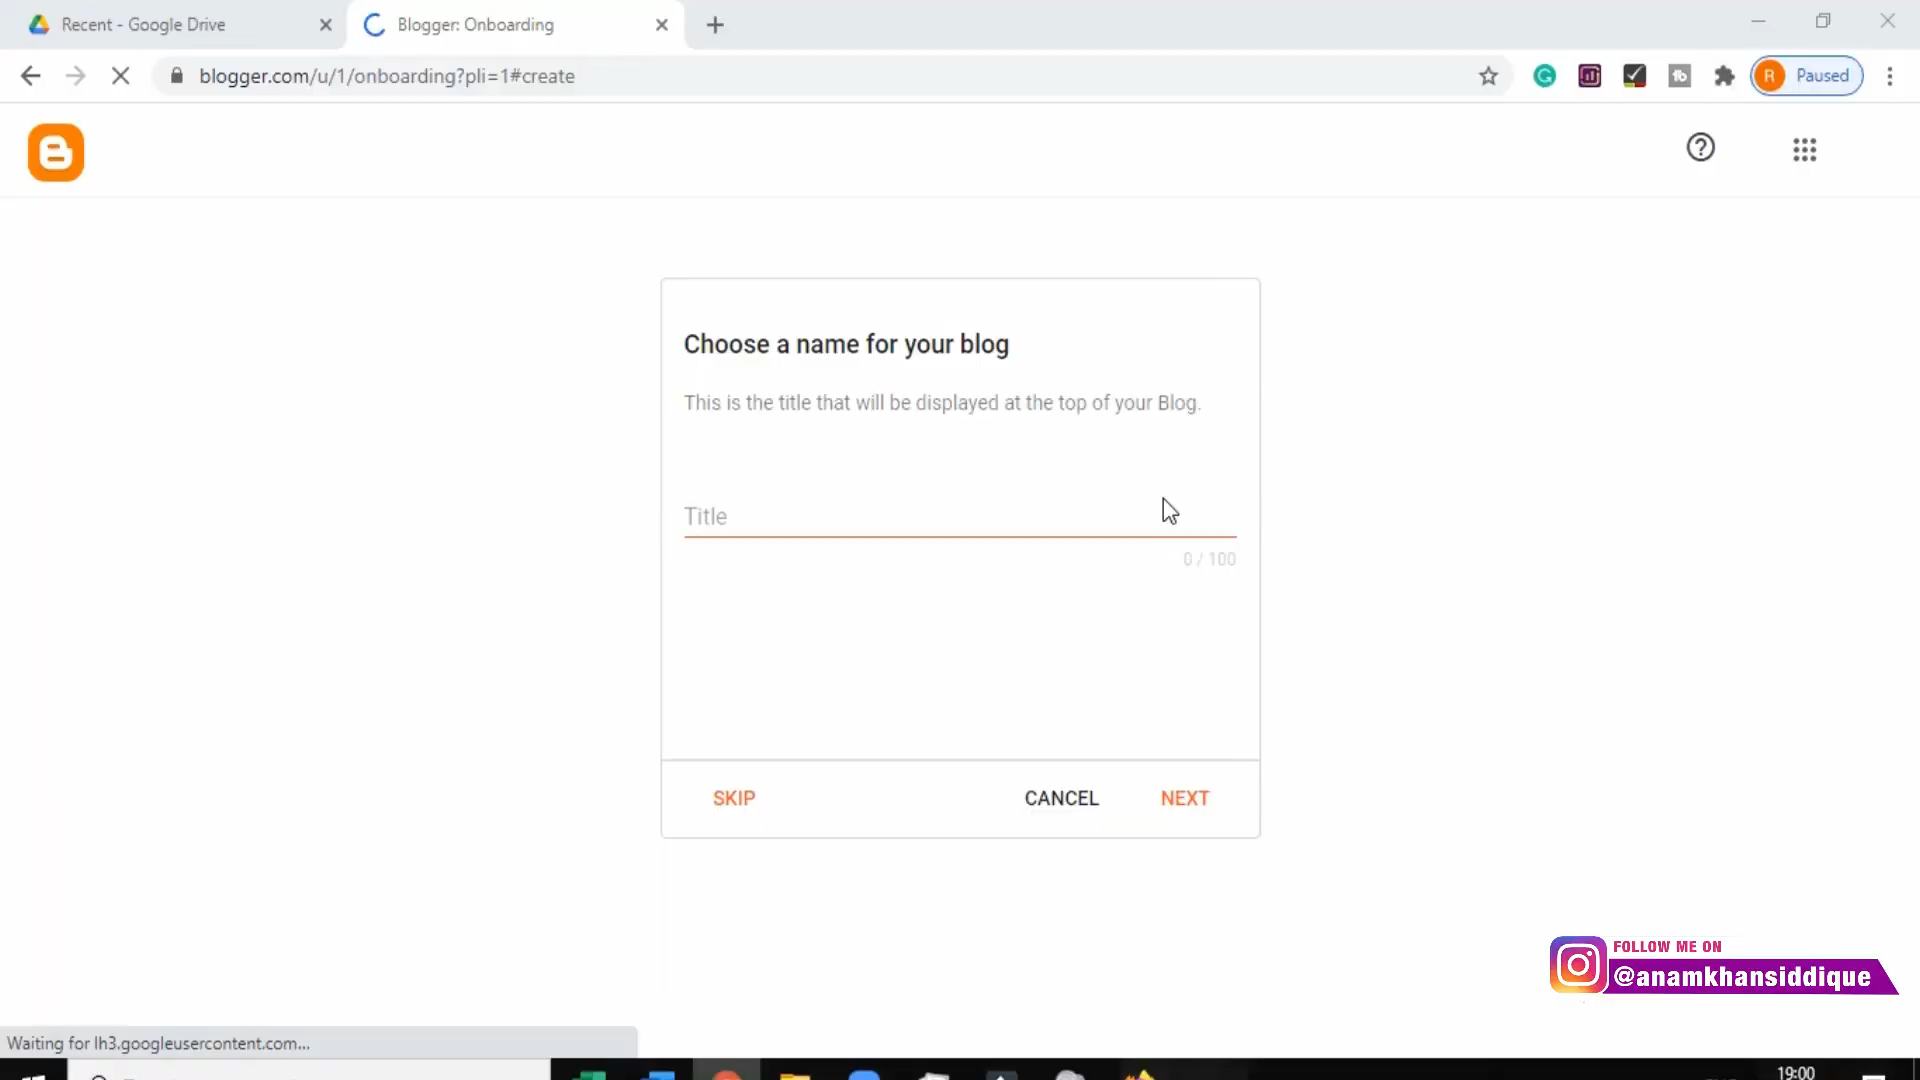 Recent - Google Drive
Blogger: Onboarding
blogger.com/u/1/onboarding?pli=1#create
R Paused
Choose a name for your blog
This is the title that will be displayed at the top of your Blog.
Title
0 / 100
SKIP
CANCEL
NEXT
FOLLOW ME ON
@anamkhansiddique
Waiting for lh3.googleusercontent.com...
19:00